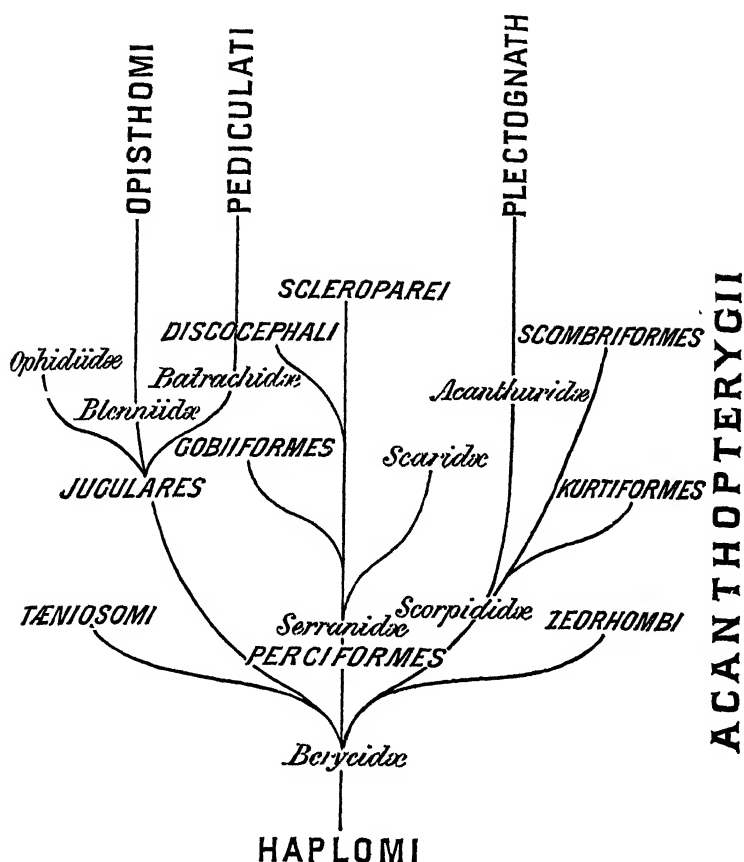 OPISTHOMI
PEDICULATI
PLECTOGNATH
ACANTHOPTERYGII
SCLEROPAREI
DISCOCEPHALI
SCOMBRIFORMES
Ophidiidæ
Batrachidæ
Acanthuridæ
Blenniidæ
GOBIIFORMES
Scaridæ
JUGULARES
KURTIFORMES
TÆNIOSOMI
Serranidæ
Scorpididæ
ZEORHOMBI
PERCIFORMES
Berycidæ
HAPLOMI